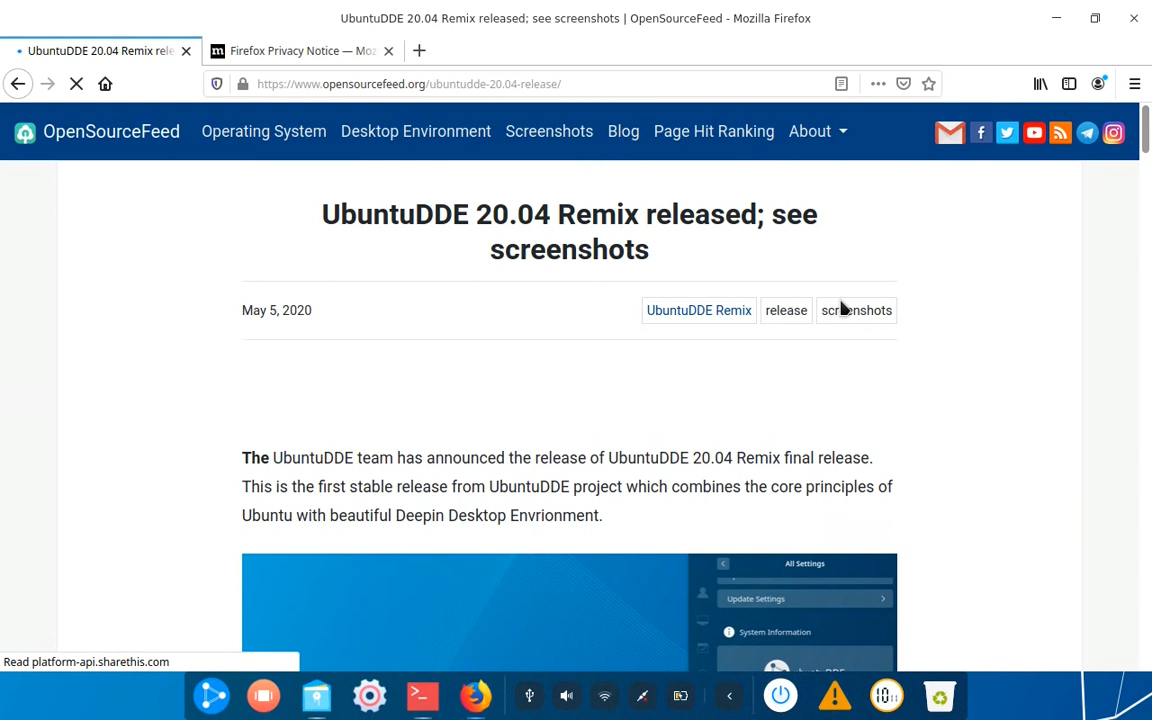 UbuntuDDE 20.04 Remix released; see screenshots | OpenSourceFeed - Mozilla Firefox
UbuntuDDE 20.04 Remix rele
Firefox Privacy Notice — Moz
https://www.opensourcefeed.org/ubuntudde-20.04-release/
OpenSourceFeed
Operating System
Desktop Environment
Screenshots
Blog
Page Hit Ranking
About
UbuntuDDE 20.04 Remix released; see
screenshots
May 5, 2020
UbuntuDDE Remix
release
screenshots
The UbuntuDDE team has announced the release of UbuntuDDE 20.04 Remix final release.
This is the first stable release from UbuntuDDE project which combines the core principles of
Ubuntu with beautiful Deepin Desktop Envrionment.
All Settings
Update Settings
System Information
Read platform-api.sharethis.com